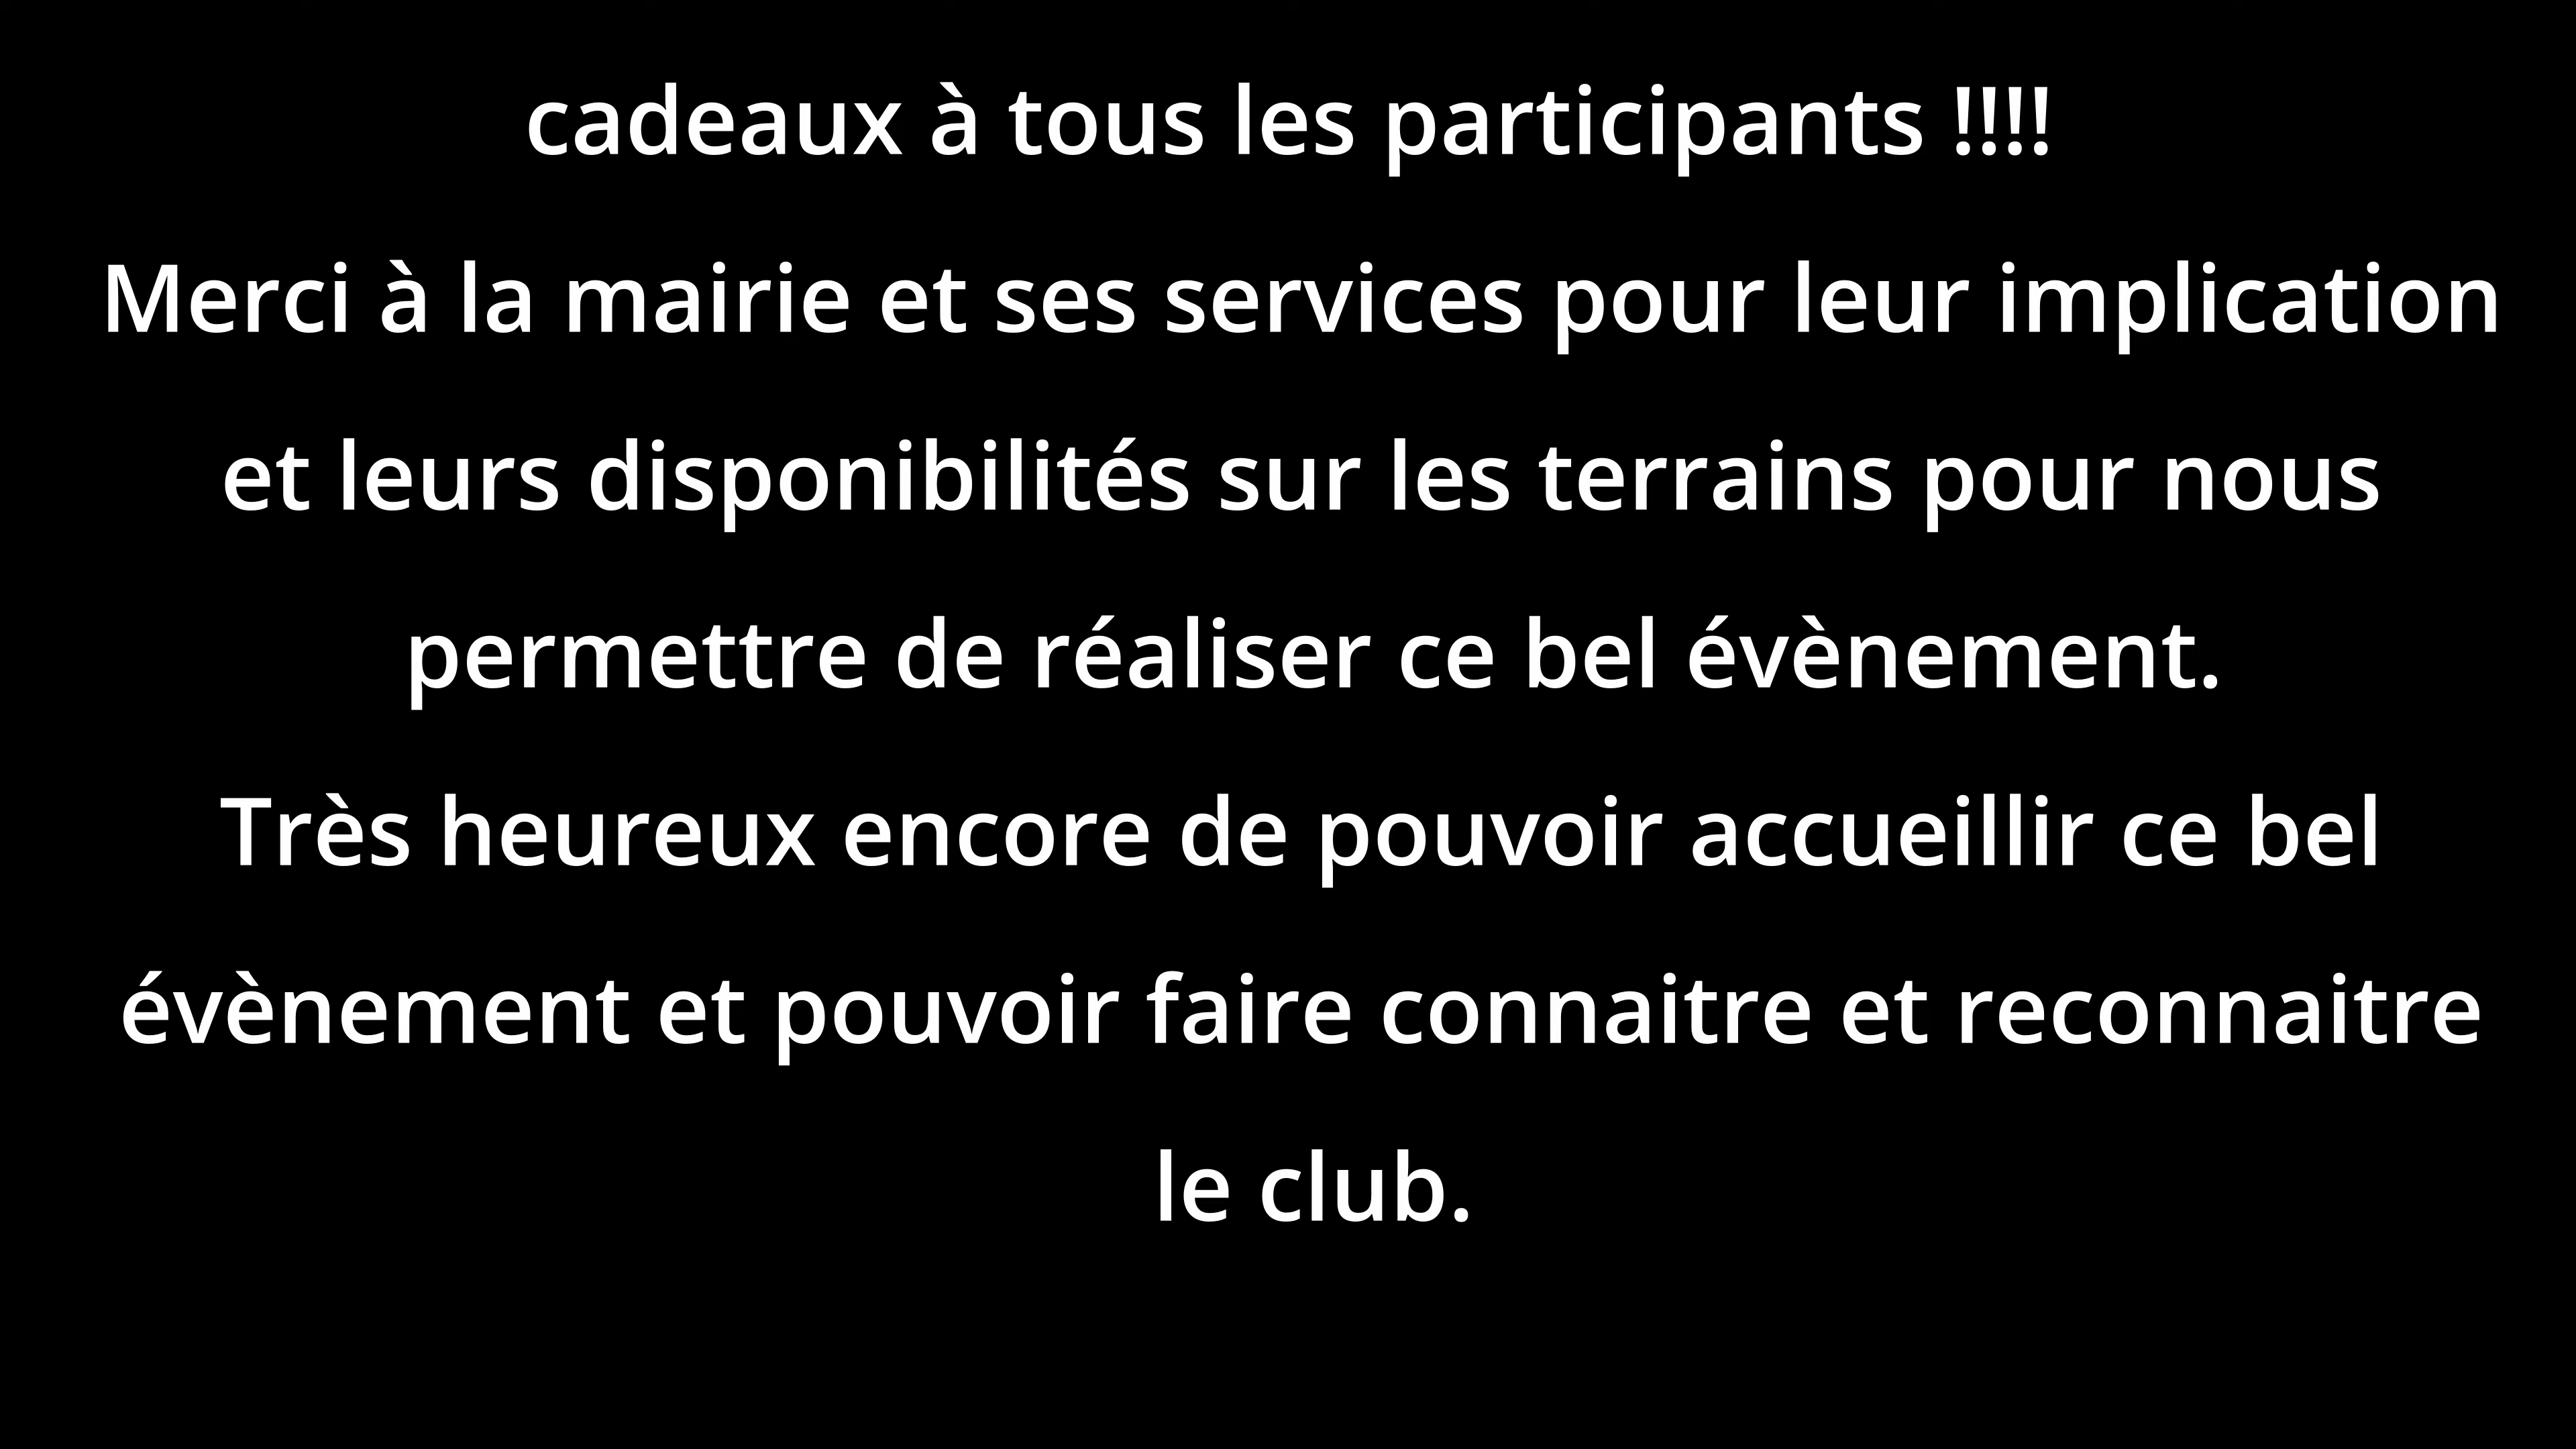 cadeaux à tous les participants !!!!
Merci à la mairie et ses services pour leur implication
et leurs disponibilités sur les terrains pour nous
permettre de réaliser ce bel évènement.
Très heureux encore de pouvoir accueillir ce bel
évènement et pouvoir faire connaitre et reconnaitre
le club.